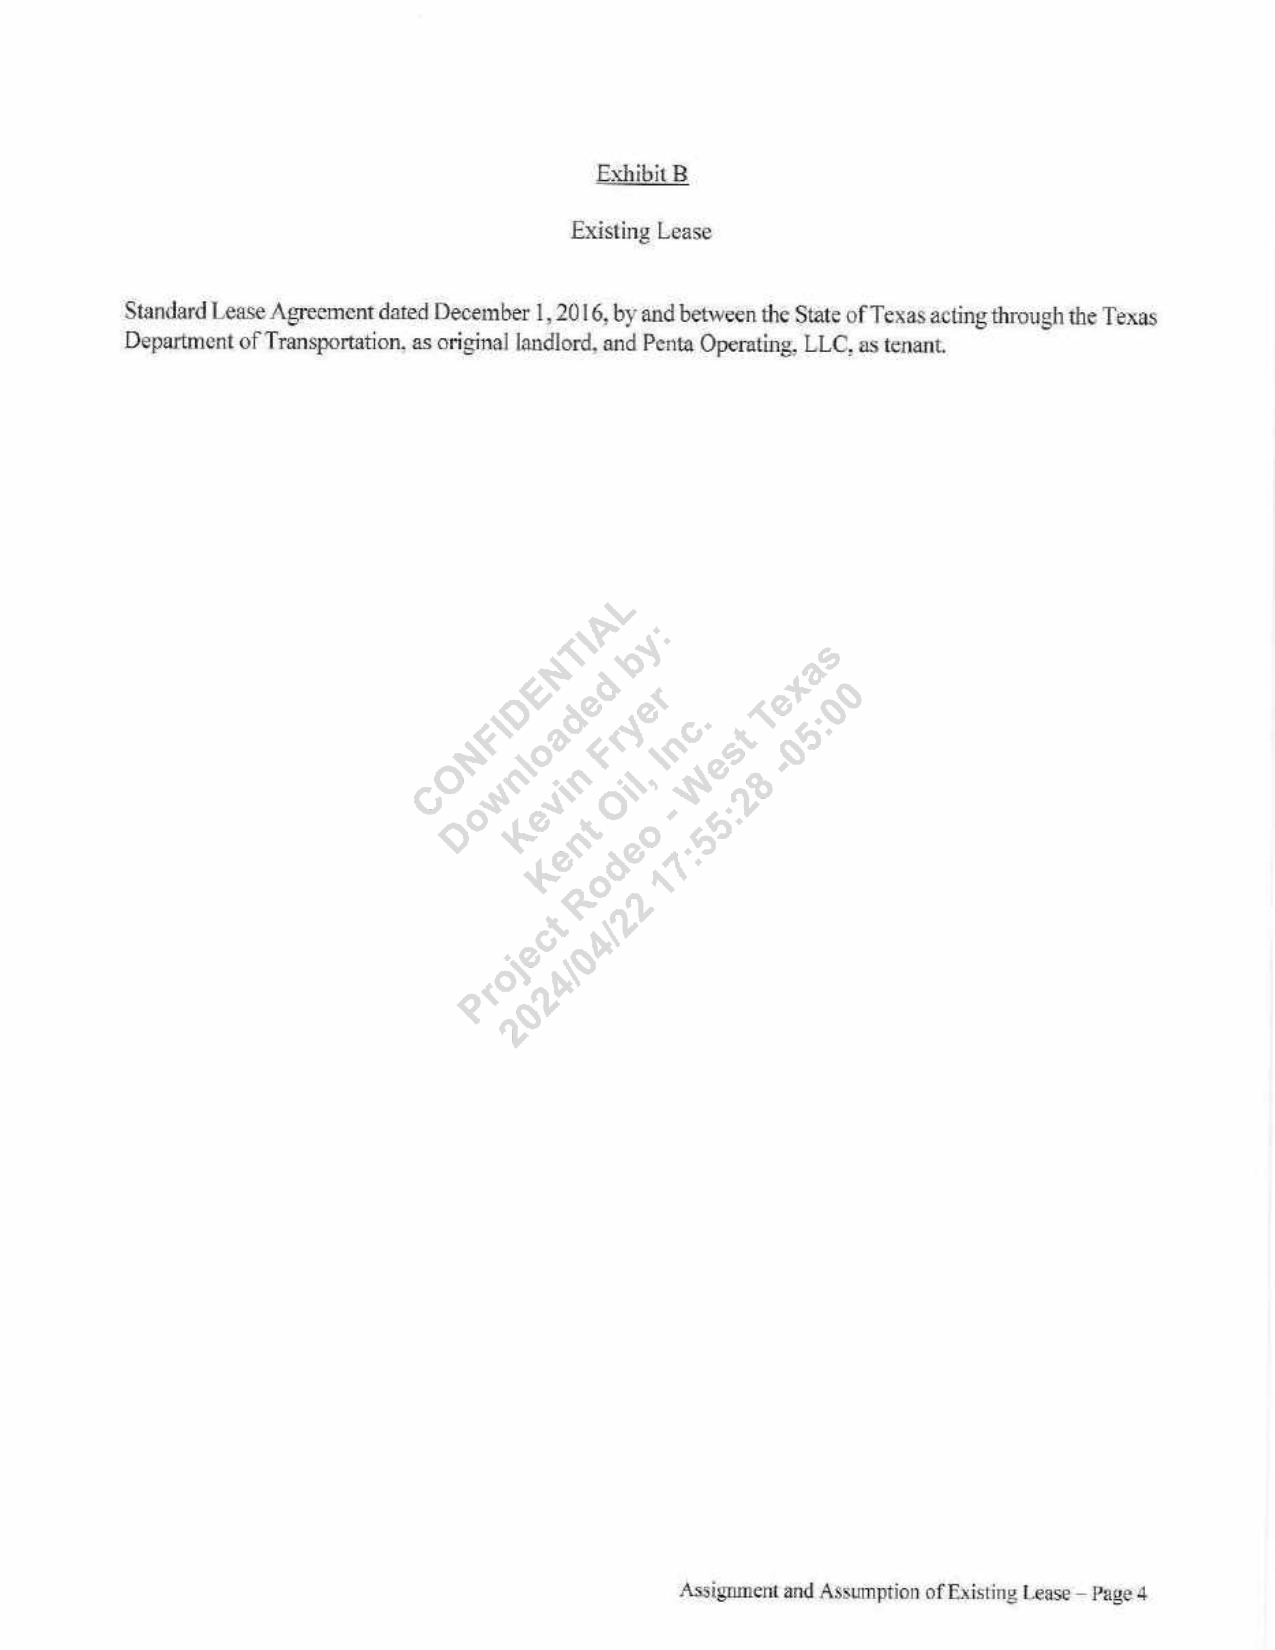 Exhibit B
Existing Lease
Standard Lease Agreement dated December 1, 2016, by and between the State of Texas acting through the Texas
Department of Transportation, as original landlord, and Penta Operating, LLC, as tenant.
CONFIDENTIAL
Downloaded by:
Kevin Fryer
Kent Oil, Inc.
Project Rodeo - West Texas
2024/04/22 17:55:28 -05:00
Assignment and Assumption of Existing Lease – Page 4